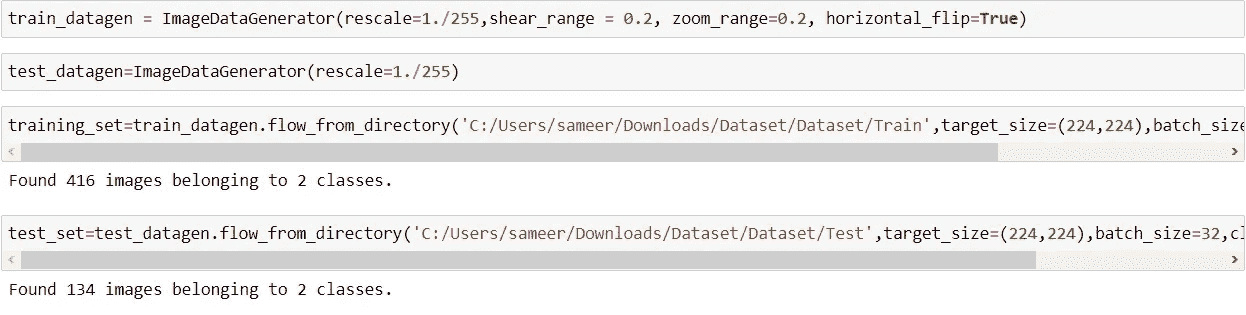 train_datagen = ImageDataGenerator(rescale=1./255,shear_range = 0.2, zoom_range=0.2, horizontal_flip=True)
test_datagen=ImageDataGenerator(rescale=1./255)
training_set=train_datagen.flow_from_directory('C:/Users/sameer/Downloads/Dataset/Dataset/Train',target_size=(224,224),batch_size
Found 416 images belonging to 2 classes.
test_set=test_datagen.flow_from_directory('C:/Users/sameer/Downloads/Dataset/Dataset/Test',target_size=(224,224),batch_size=32,cl
Found 134 images belonging to 2 classes.